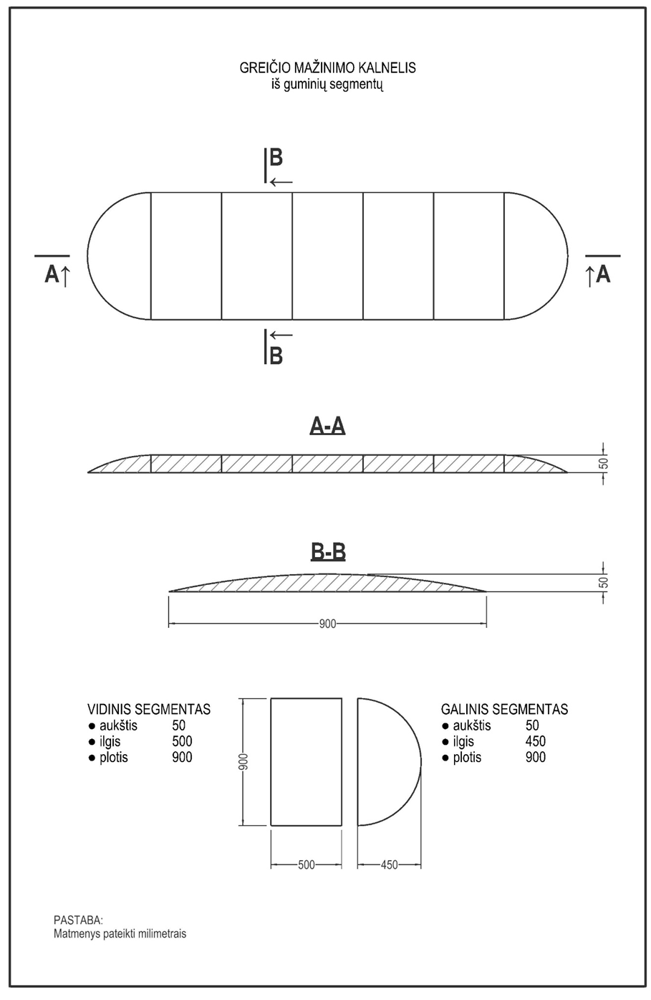 GREIČIO MAŽINIMO KALNELIS
iš guminių segmentų
B
A A
B
A-A
50
B-B
50
900
VIDINIS SEGMENTAS
● aukštis 50
● ilgis 500
● plotis 900
900
500
450
GALINIS SEGMENTAS
● aukštis 50
● ilgis 450
● plotis 900
PASTABA:
Matmenys pateikti milimetrais